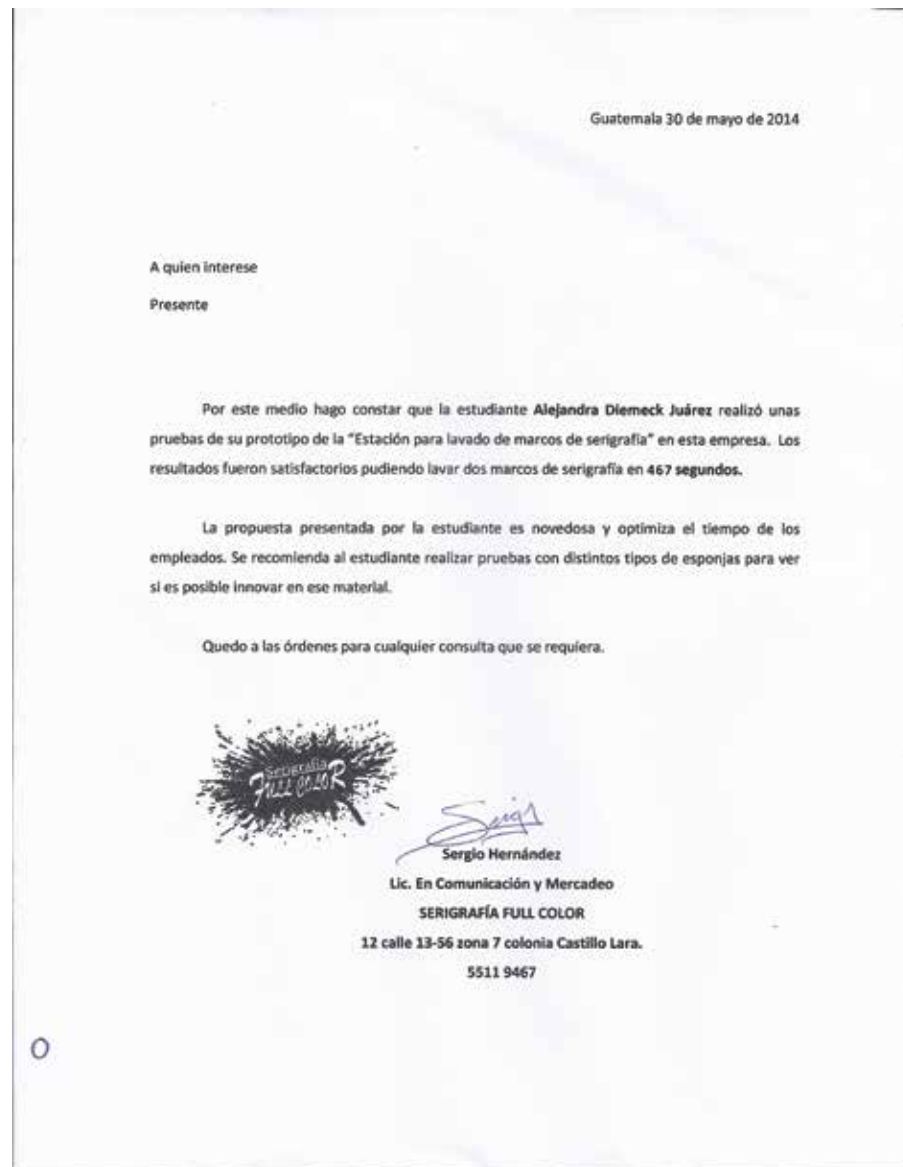 Guatemala 30 de mayo de 2014
A quien interese
Presente
Por este medio hago constar que la estudiante Alejandra Diemeck Juárez realizó unas
pruebas de su prototipo de la "Estación para lavado de marcos de serigrafía" en esta empresa. Los
resultados fueron satisfactorios pudiendo lavar dos marcos de serigrafía en 467 segundos.
La propuesta presentada por la estudiante es novedosa y optimiza el tiempo de los
empleados. Se recomienda al estudiante realizar pruebas con distintos tipos de esponjas para ver
si es posible innovar en ese material.
Quedo a las órdenes para cualquier consulta que se requiera.
Serigrafía
FULL COLOR
Sergio Hernández
Lic. En Comunicación y Mercadeo
SERIGRAFÍA FULL COLOR
12 calle 13-56 zona 7 colonia Castillo Lara.
5511 9467